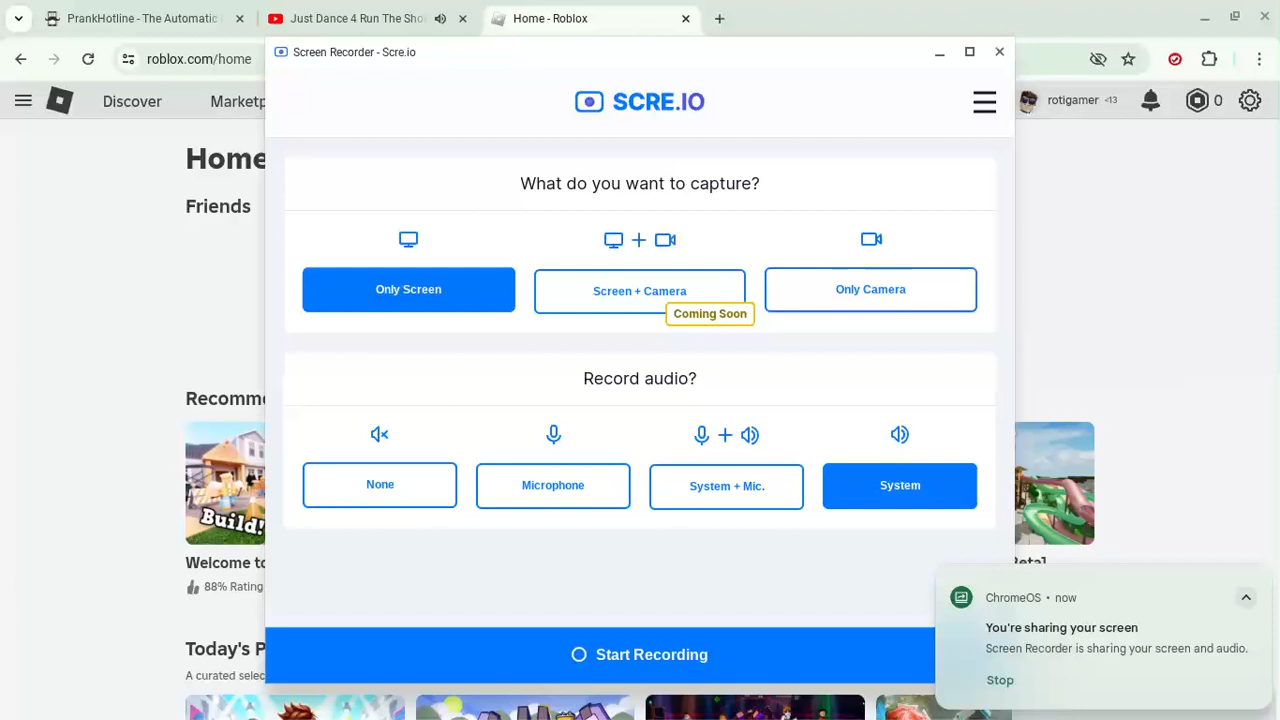 PrankHotline - The Automatic
Just Dance 4 Run The Sho
Home - Roblox
roblox.com/home
Screen Recorder - Scre.io
Discover
Marketp
SCRE.IO
rotigamer <13
0
Home
Friends
What do you want to capture?
Only Screen
Screen + Camera
Only Camera
Coming Soon
Record audio?
Recomme
None
Microphone
System + Mic.
System
Build!
Welcome to
Beta]
88% Rating
ChromeOS • now
You're sharing your screen
Screen Recorder is sharing your screen and audio.
Stop
Start Recording
Today's P
A curated selec